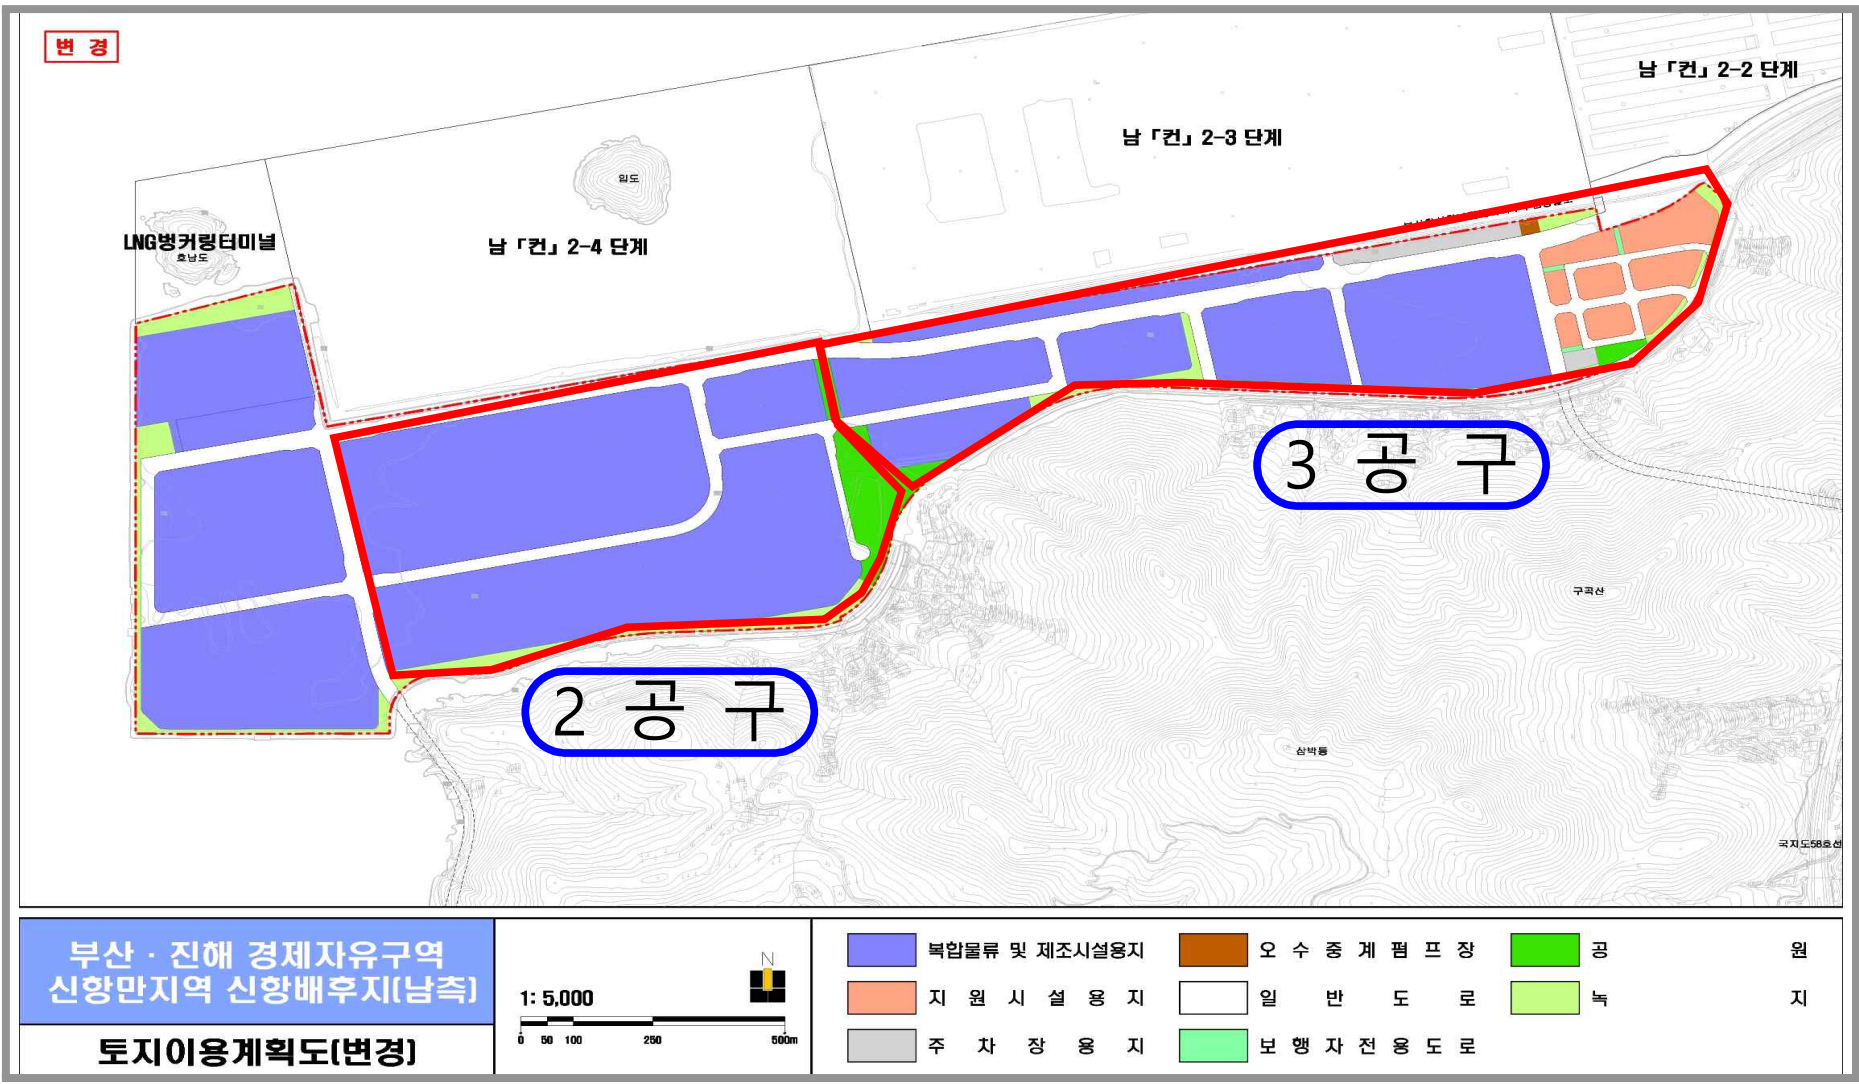 변 경
남「컨」2-2 단계
남「컨」2-3 단계
입도
LNG벙커링터미널
호남도
남「컨」2-4 단계
3 공 구
구곡산
2 공 구
삼박등
국지도58호선
부산 · 진해 경제자유구역
신항만지역 신항배후지(남측)
토지이용계획도(변경)
N
1: 5,000
0 50 100 250 500m
복합물류 및 제조시설용지
지 원 시 설 용 지
주 차 장 용 지
오 수 중 계 펌 프 장
일 반 도 로
보 행 자 전 용 도 로
공 원
녹 지